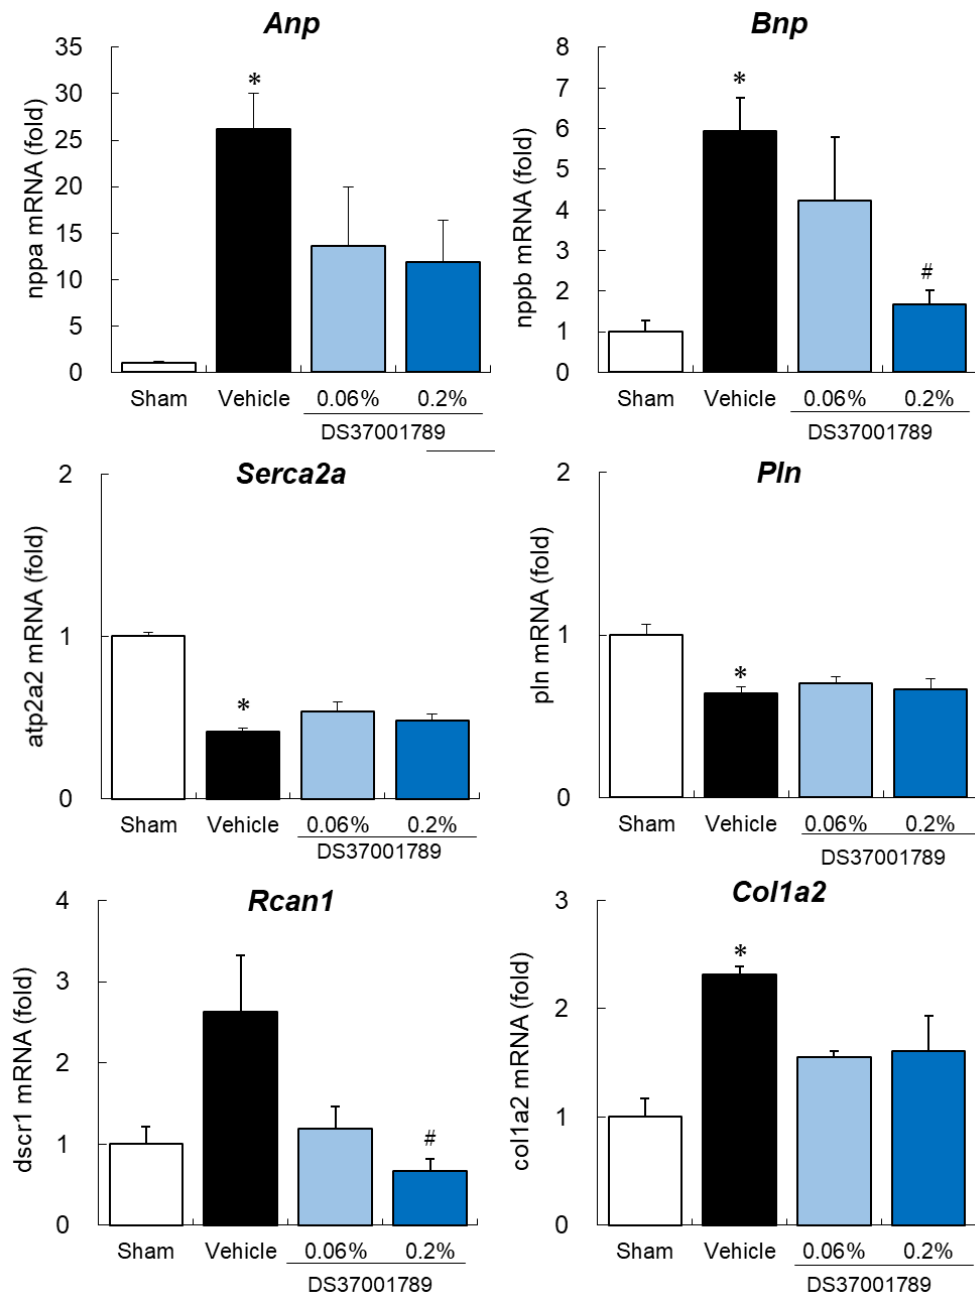 Anp
nppa mRNA (fold)
35
30
25
20
15
10
5
0
*
Sham
Vehicle
0.06%
0.2%
DS37001789
Bnp
nppb mRNA (fold)
8
7
6
5
4
3
2
1
0
*
#
Sham
Vehicle
0.06%
0.2%
DS37001789
Serca2a
atp2a2 mRNA (fold)
2
1
0
*
Sham
Vehicle
0.06%
0.2%
DS37001789
Pln
pln mRNA (fold)
2
1
0
*
Sham
Vehicle
0.06%
0.2%
DS37001789
Rcan1
dscr1 mRNA (fold)
4
3
2
1
0
#
Sham
Vehicle
0.06%
0.2%
DS37001789
Col1a2
col1a2 mRNA (fold)
3
2
1
0
*
Sham
Vehicle
0.06%
0.2%
DS37001789